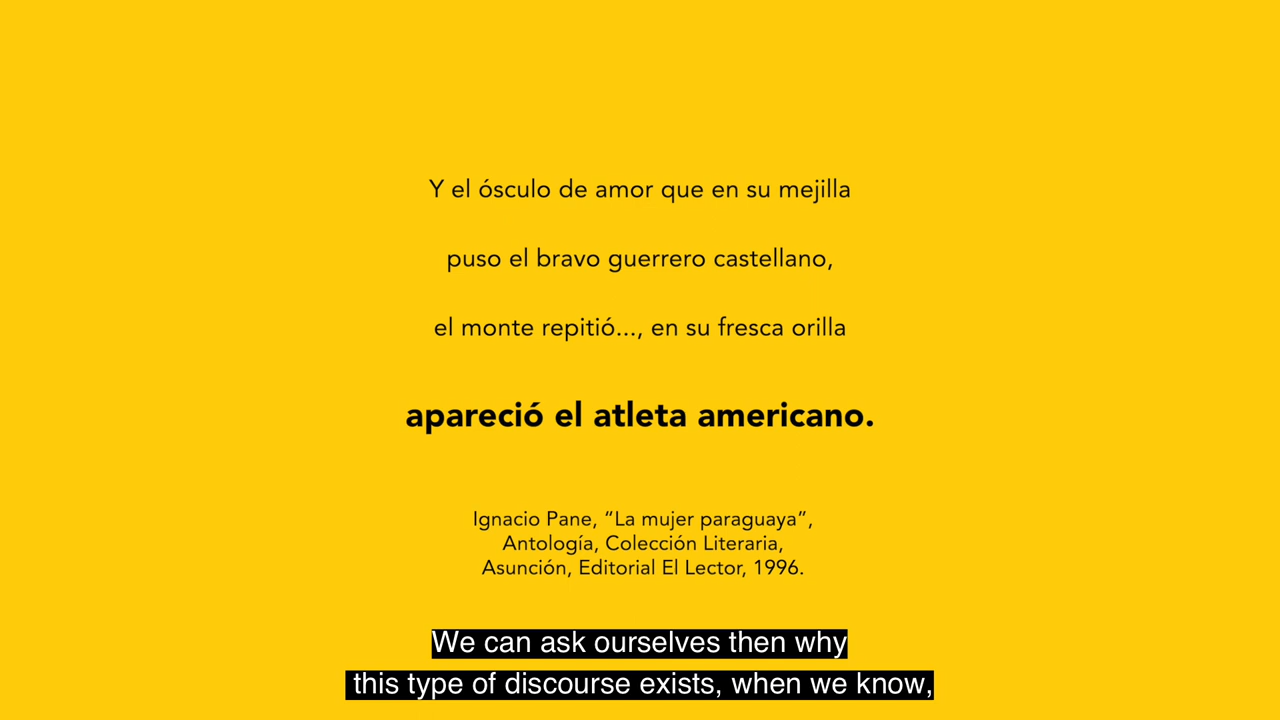 Y el ósculo de amor que en su mejilla
puso el bravo guerrero castellano,
el monte repitió..., en su fresca orilla
apareció el atleta americano.
Ignacio Pane, “La mujer paraguaya”,
Antología, Colección Literaria,
Asunción, Editorial El Lector, 1996.
We can ask ourselves then why
this type of discourse exists, when we know,